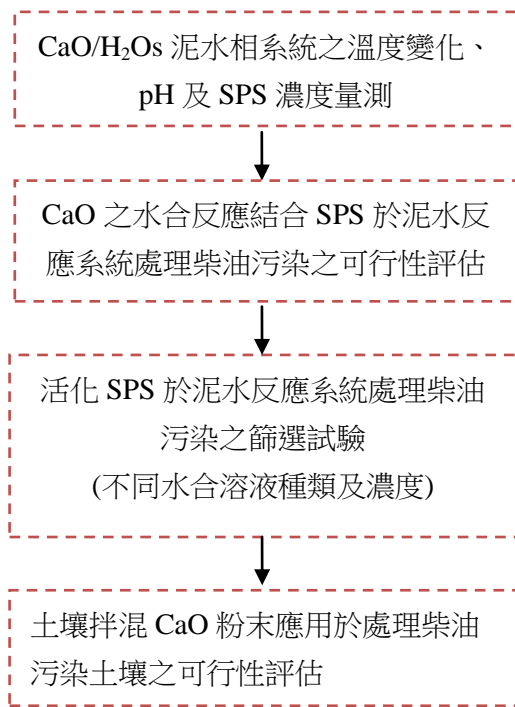 CaO/H₂Os 泥水相系統之溫度變化、
pH 及 SPS 濃度量測
CaO 之水合反應結合 SPS 於泥水反
應系統處理柴油污染之可行性評估
活化 SPS 於泥水反應系統處理柴油
污染之篩選試驗
(不同水合溶液種類及濃度)
土壤拌混 CaO 粉末應用於處理柴油
污染土壤之可行性評估